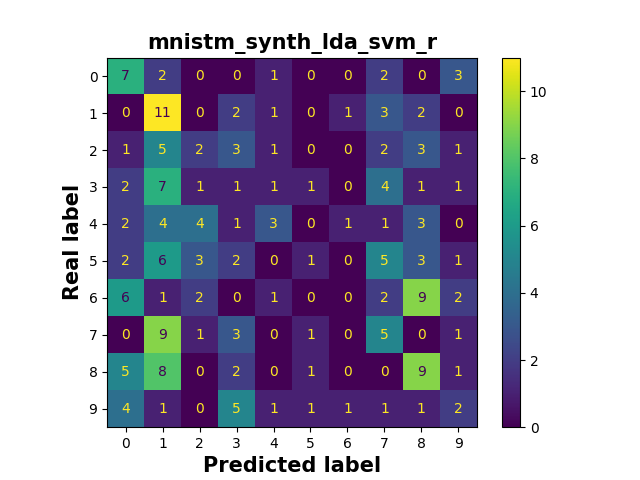 mnistm_synth_lda_svm_r
Real label
0 7 2 0 0 1 0 0 2 0 3
1 0 11 0 2 1 0 1 3 2 0
2 1 5 2 3 1 0 0 2 3 1
3 2 7 1 1 1 1 0 4 1 1
4 2 4 4 1 3 0 1 1 3 0
5 2 6 3 2 0 1 0 5 3 1
6 6 1 2 0 1 0 0 2 9 2
7 0 9 1 3 0 1 0 5 0 1
8 5 8 0 2 0 1 0 0 9 1
9 4 1 0 5 1 1 1 1 1 2
0 1 2 3 4 5 6 7 8 9
Predicted label
10
8
6
4
2
0